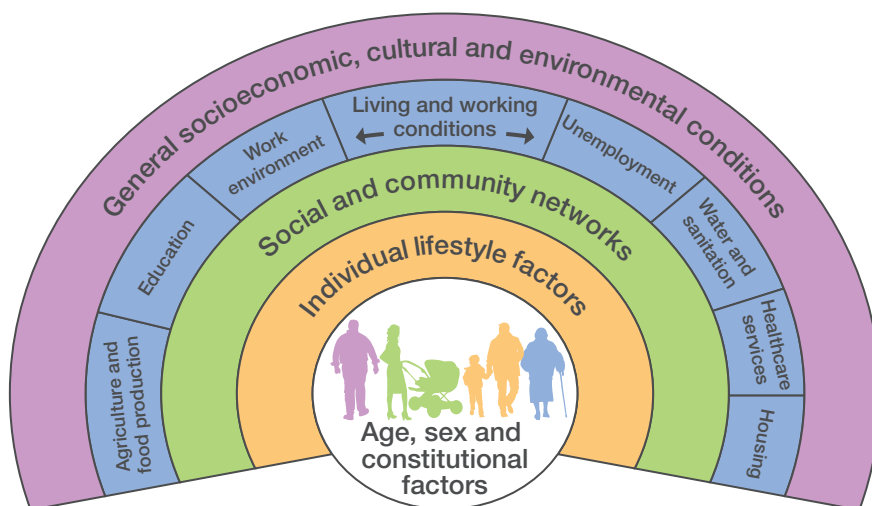 General socioeconomic, cultural and environmental conditions
Living and working
conditions
Agriculture and
food production
Education
Work
environment
Unemployment
Water and
sanitation
Healthcare
services
Housing
Social and community networks
Individual lifestyle factors
Age, sex and
constitutional
factors